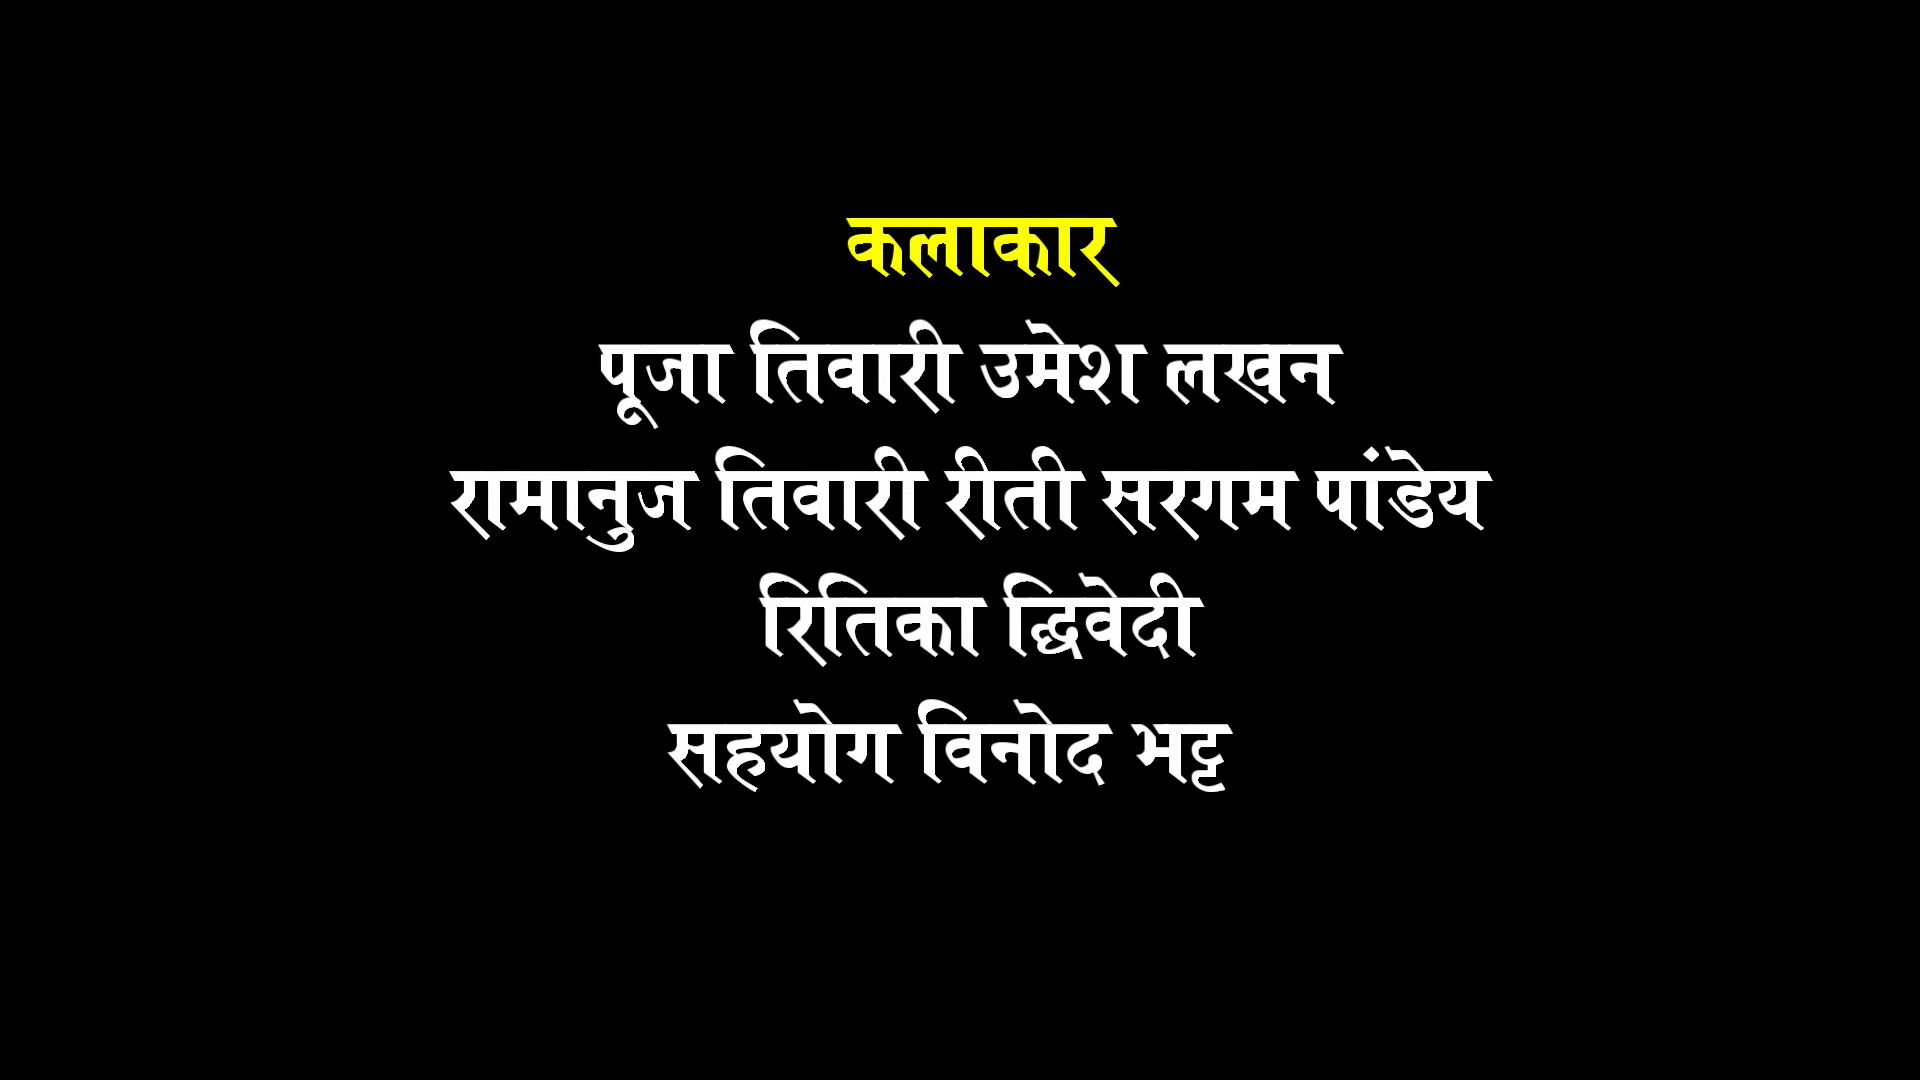 कलाकार
पूजा तिवारी उमेश लखन
रामानुज तिवारी रीती सरगम पांडेय
रितिका द्विवेदी
सहयोग विनोद भट्ट